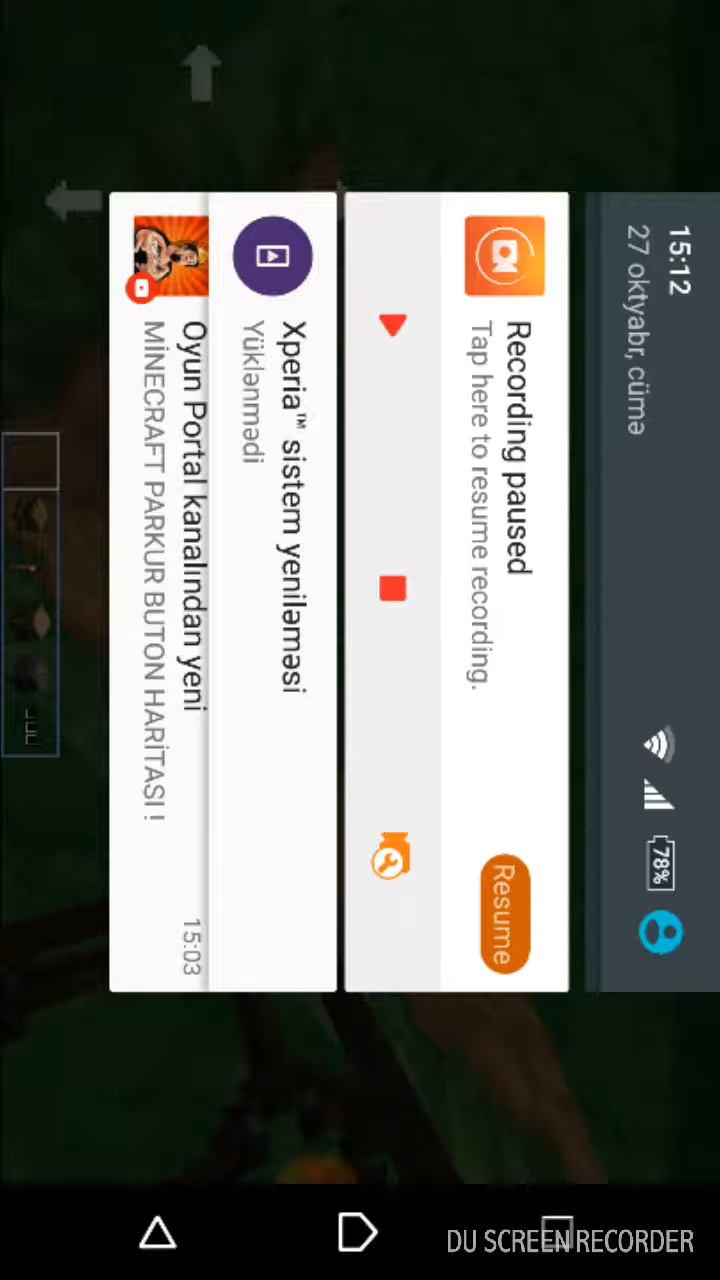 15:12
27 oktyabr, cümə
78%
Recording paused
Tap here to resume recording.
Resume
Xperia™ sistem yeniləməsi
Yüklənmədi
Oyun Portal kanalından yeni
15:03
MİNECRAFT PARKUR BUTON HARİTASI !
DU SCREEN RECORDER